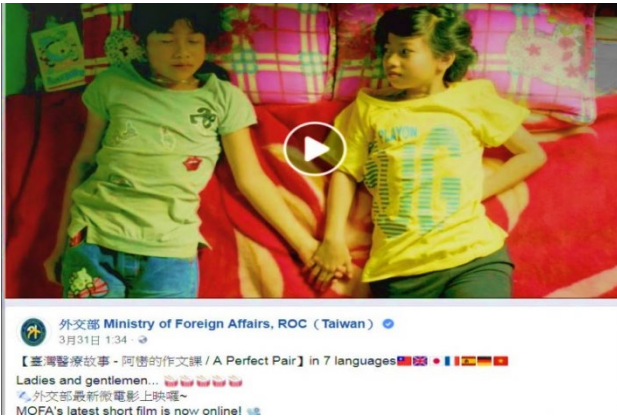 PLAYON
外交部 Ministry of Foreign Affairs, ROC（Taiwan）
3月31日 1:34 ·
【臺灣醫療故事 - 阿密的作文課 / A Perfect Pair】in 7 languages
Ladies and gentlemen...
外交部最新微電影上映囉~
MOFA's latest short film is now online!